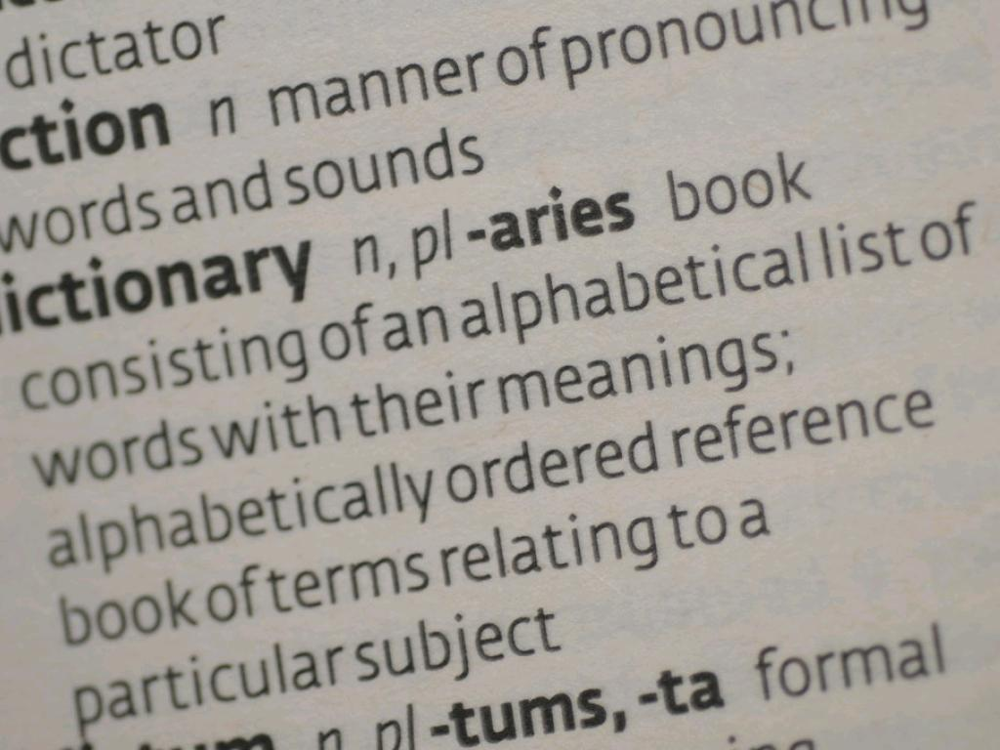 dictator
ction n manner of pronouncing
words and sounds
ictionary n, pl -aries book
consisting of an alphabetical list of
words with their meanings;
alphabetically ordered reference
book of terms relating to a
particular subject
n pl -tums, -ta formal